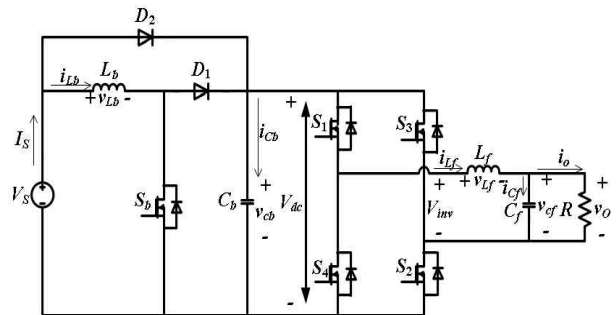 D2
iLb Lb D1
+ vLb -
IS
VS
Sb
iCb
Cb
+
vcb
-
+
Vdc
-
S1
S3
S4
S2
iLf Lf io
+ vLf -
+
Vinv
-
iCf
Cf
+
vcf
-
R
+
vO
-